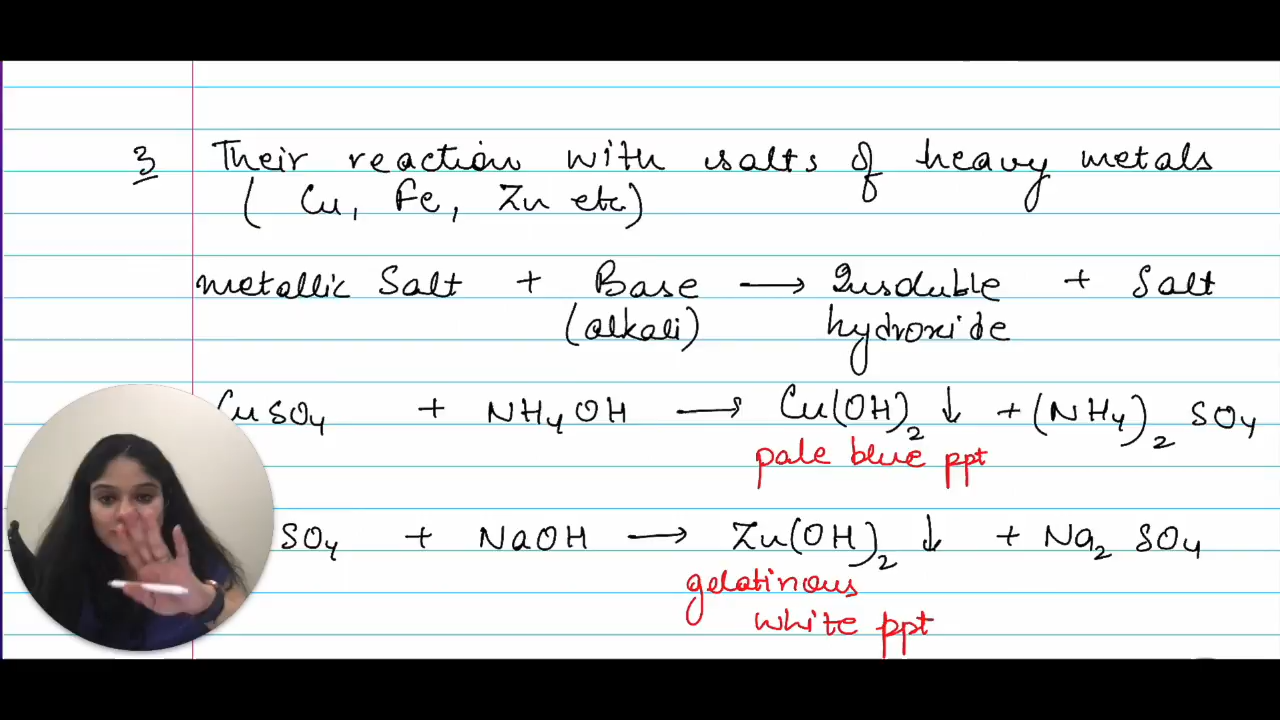 3 Their reaction with salts of heavy metals
(Cu, Fe, Zn etc)
metallic Salt + Base → Insoluble + Salt
(alkali) hydroxide
CuSO4 + NH4OH → Cu(OH)2 ↓ + (NH4)2 SO4
pale blue ppt
SO4 + NaOH → Zn(OH)2 ↓ + Na2 SO4
gelatinous
white ppt